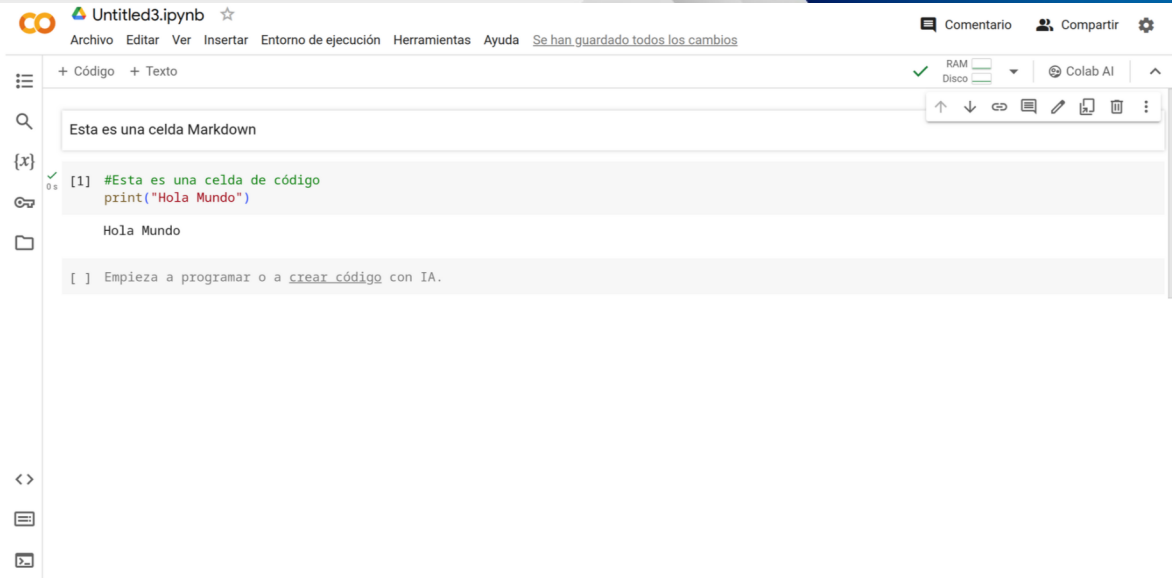 Untitled3.ipynb
Comentario Compartir
Archivo Editar Ver Insertar Entorno de ejecución Herramientas Ayuda Se han guardado todos los cambios
+ Código + Texto
RAM
Disco
Colab AI
Esta es una celda Markdown
{x}
0 s
[1] #Esta es una celda de código
print("Hola Mundo")
Hola Mundo
[ ] Empieza a programar o a crear código con IA.